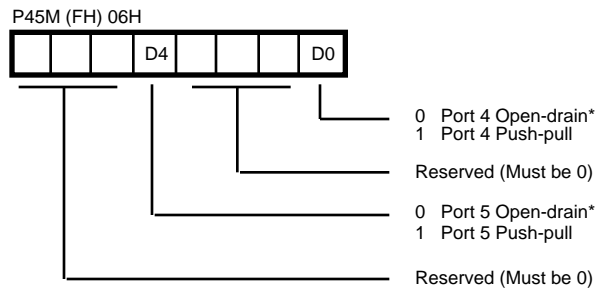 P45M (FH) 06H
D4 D0
0 Port 4 Open-drain*
1 Port 4 Push-pull
Reserved (Must be 0)
0 Port 5 Open-drain*
1 Port 5 Push-pull
Reserved (Must be 0)